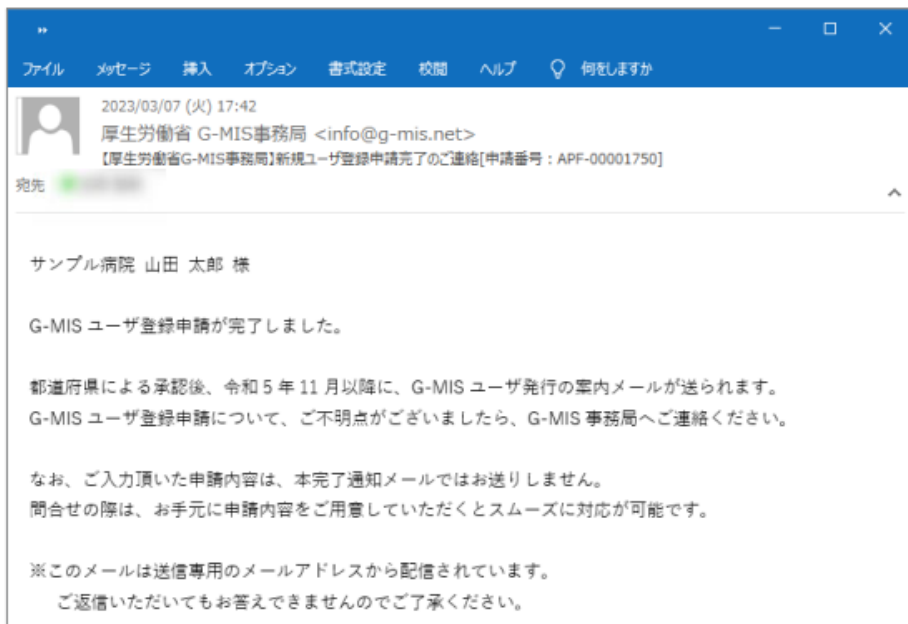 ファイル メッセージ 挿入 オプション 書式設定 校閲 ヘルプ 何をしますか
2023/03/07 (火) 17:42
厚生労働省 G-MIS事務局 <info@g-mis.net>
【厚生労働省G-MIS事務局】新規ユーザ登録申請完了のご連絡[申請番号：APF-00001750]
宛先
サンプル病院 山田 太郎 様
G-MIS ユーザ登録申請が完了しました。
都道府県による承認後、令和 5 年 11 月以降に、G-MIS ユーザ発行の案内メールが送られます。
G-MIS ユーザ登録申請について、ご不明点がございましたら、G-MIS 事務局へご連絡ください。
なお、ご入力頂いた申請内容は、本完了通知メールではお送りしません。
問合せの際は、お手元に申請内容をご用意していただくとスムーズに対応が可能です。
※このメールは送信専用のメールアドレスから配信されています。
ご返信いただいてもお答えできませんのでご了承ください。